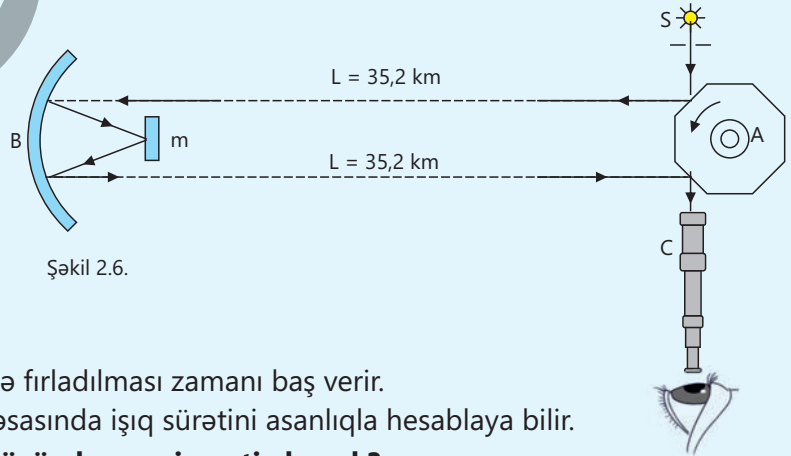 S
L = 35,2 km
A
B
m
L = 35,2 km
C
Şəkil 2.6.
fırladılması zamanı baş verir.
əsasında işıq sürətini asanlıqla hesablaya bilir.